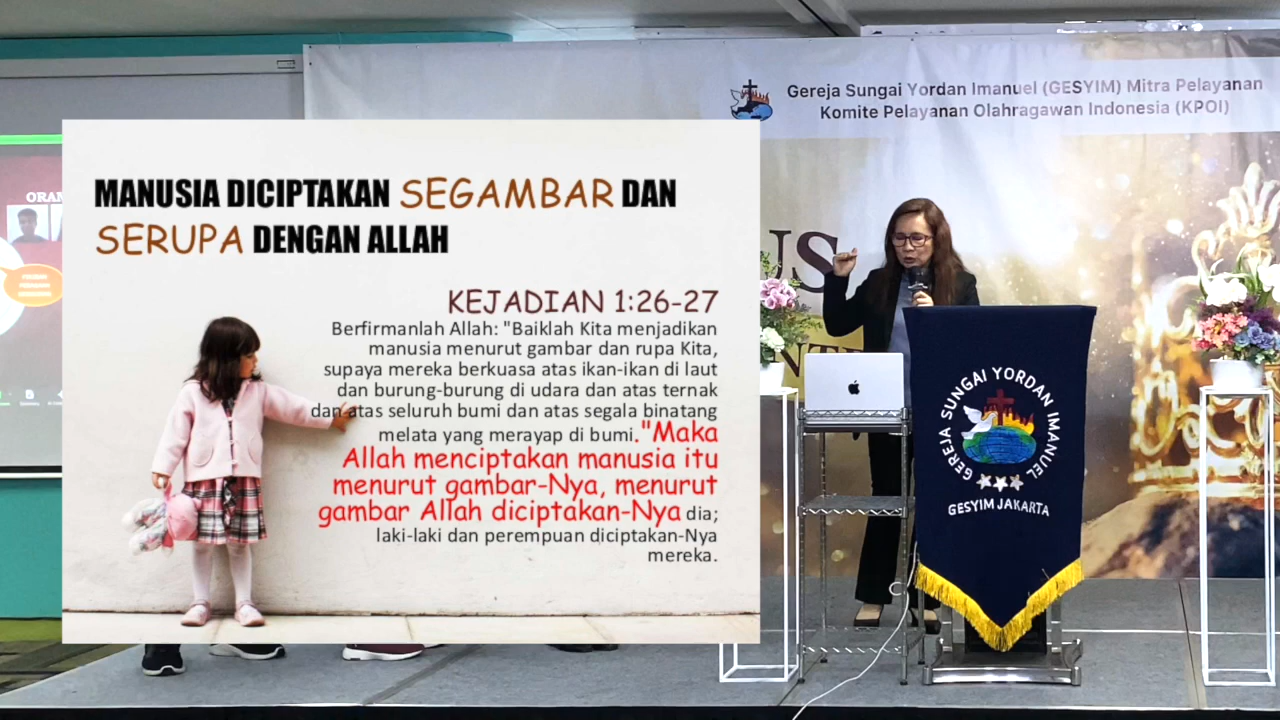 Gereja Sungai Yordan Imanuel (GESYIM) Mitra Pelayanan
Komite Pelayanan Olahragawan Indonesia (KPOI)
ORAN
US
MANUSIA DICIPTAKAN SEGAMBAR DAN
SERUPA DENGAN ALLAH
KEJADIAN 1:26-27
Berfirmanlah Allah: "Baiklah Kita menjadikan
manusia menurut gambar dan rupa Kita,
supaya mereka berkuasa atas ikan-ikan di laut
dan burung-burung di udara dan atas ternak
dan atas seluruh bumi dan atas segala binatang
melata yang merayap di bumi."Maka
Allah menciptakan manusia itu
menurut gambar-Nya, menurut
gambar Allah diciptakan-Nya dia;
laki-laki dan perempuan diciptakan-Nya
mereka.
GEREJA SUNGAI YORDAN IMANUEL
GESYIM JAKARTA